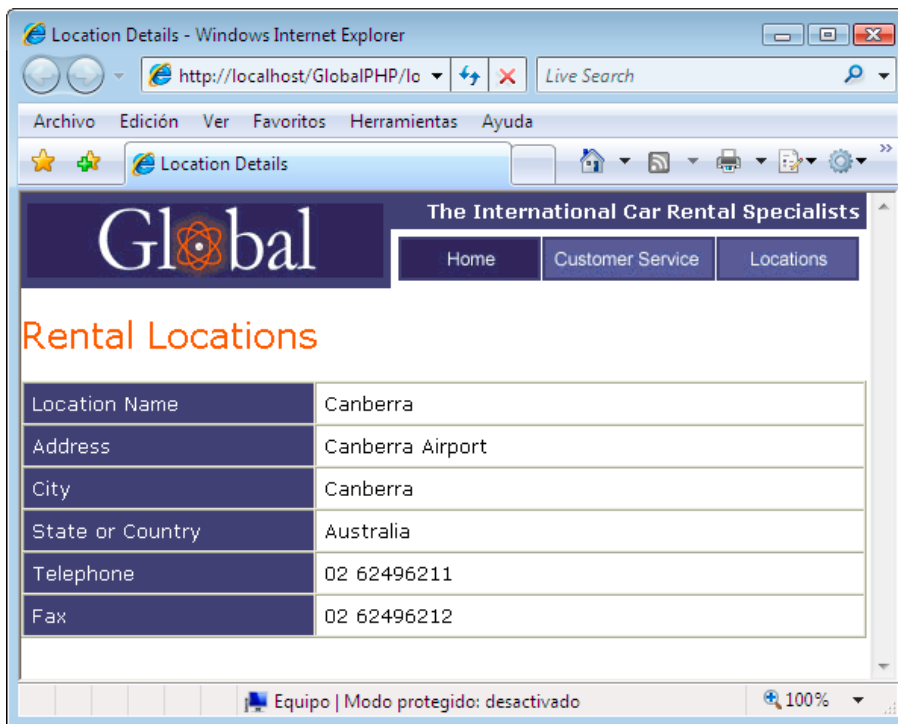 Location Details - Windows Internet Explorer
http://localhost/GlobalPHP/lo
Live Search
Archivo Edición Ver Favoritos Herramientas Ayuda
Location Details
Global
The International Car Rental Specialists
Home Customer Service Locations
Rental Locations
Location Name Canberra
Address Canberra Airport
City Canberra
State or Country Australia
Telephone 02 62496211
Fax 02 62496212
Equipo | Modo protegido: desactivado 100%